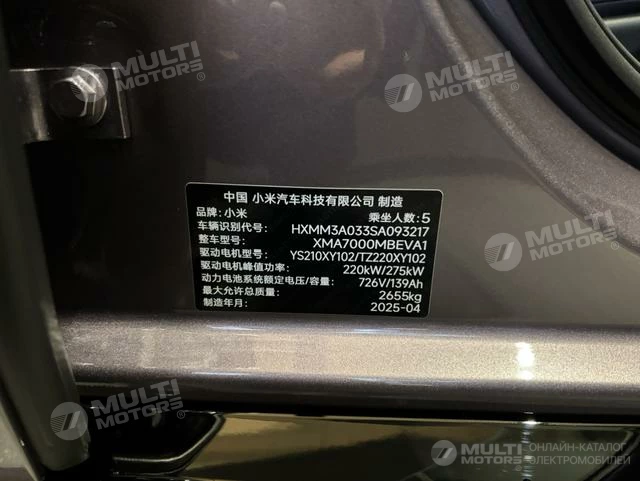 MULTI
MOTORS®
MULTI
MOTORS®
MULTI
MOTORS®
中国 小米汽车科技有限公司 制造
品牌: 小米 乘坐人数: 5
车辆识别代号: HXMM3A033SA093217
整车型号: XMA7000MBEVA1
驱动电机型号: YS210XY102/TZ220XY102
驱动电机峰值功率: 220kW/275kW
动力电池系统额定电压/容量: 726V/139Ah
最大允许总质量: 2655kg
制造年月: 2025-04
MULTI
MOTORS®
MULTI
MOTORS®
MULTI
MOTORS
ОНЛАЙН-КАТАЛОГ
ЭЛЕКТРОМОБИЛЕЙ